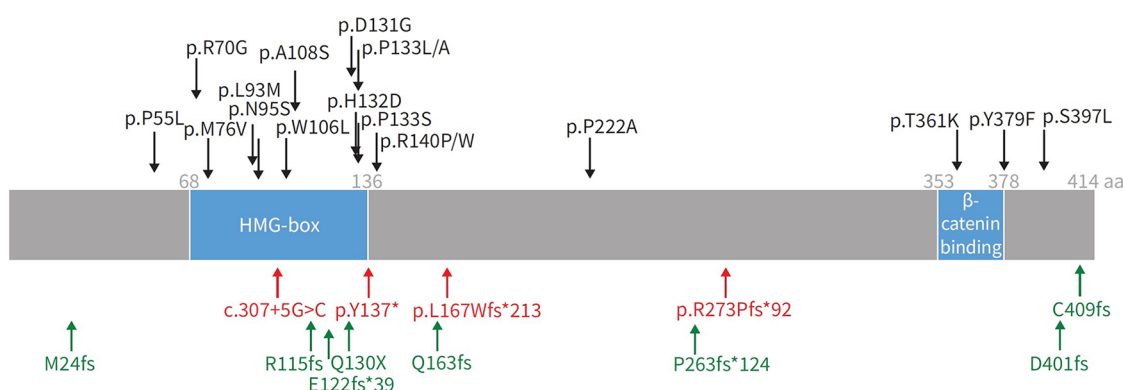 p.D131G
p.R70G p.A108S p.P133L/A
p.L93M
p.H132D
p.N95S
p.P55L p.M76V p.W106L p.P133S p.P222A p.T361K p.Y379F p.S397L
p.R140P/W
68 136 353 378 414 aa
HMG-box
β-
catenin
binding
c.307+5G>C p.Y137* p.L167Wfs*213 p.R273Pfs*92 C409fs
M24fs R115fs Q130X Q163fs P263fs*124 D401fs
E122fs*39